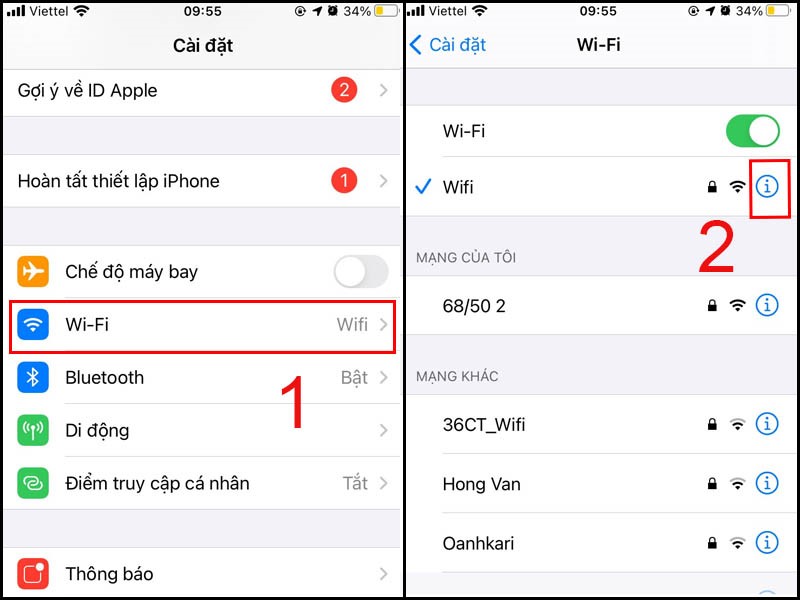 Viettel 09:55 34%
Cài đặt
Gợi ý về ID Apple 2
Hoàn tất thiết lập iPhone 1
Chế độ máy bay
Wi-Fi Wifi
Bluetooth Bật
1
Di động
Điểm truy cập cá nhân Tắt
Thông báo
Viettel 09:55 34%
Cài đặt Wi-Fi
Wi-Fi
Wifi
2
MẠNG CỦA TÔI
68/50 2
MẠNG KHÁC
36CT_Wifi
Hong Van
Oanhkari